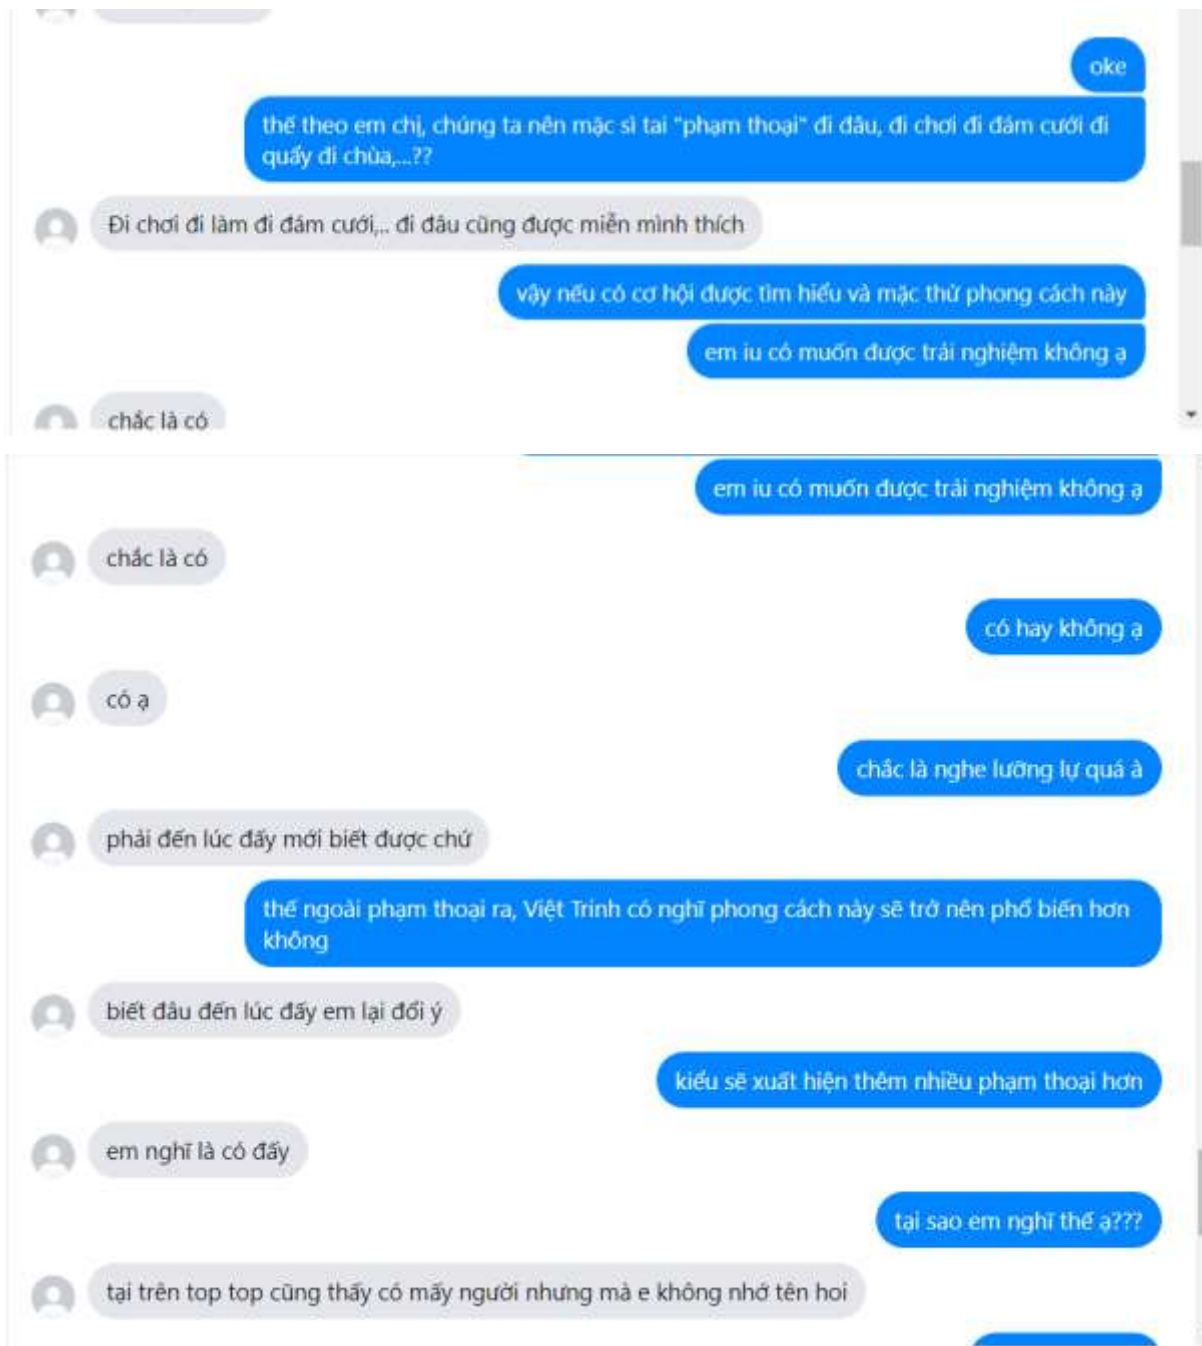 oke
thế theo em chị, chúng ta nên mặc sì tai "phạm thoại" đi đâu, đi chơi đi đám cưới đi
quẩy đi chùa,...??
Đi chơi đi làm đi đám cưới,.. đi đâu cũng được miễn mình thích
vậy nếu có cơ hội được tìm hiểu và mặc thử phong cách này
em iu có muốn được trải nghiệm không ạ
chắc là có
em iu có muốn được trải nghiệm không ạ
chắc là có
có hay không ạ
có ạ
chắc là nghe lưỡng lự quá à
phải đến lúc đấy mới biết được chứ
thế ngoài phạm thoại ra, Việt Trinh có nghĩ phong cách này sẽ trở nên phổ biến hơn
không
biết đâu đến lúc đấy em lại đổi ý
kiểu sẽ xuất hiện thêm nhiều phạm thoại hơn
em nghĩ là có đấy
tại sao em nghĩ thế ạ???
tại trên top top cũng thấy có mấy người nhưng mà e không nhớ tên hoi